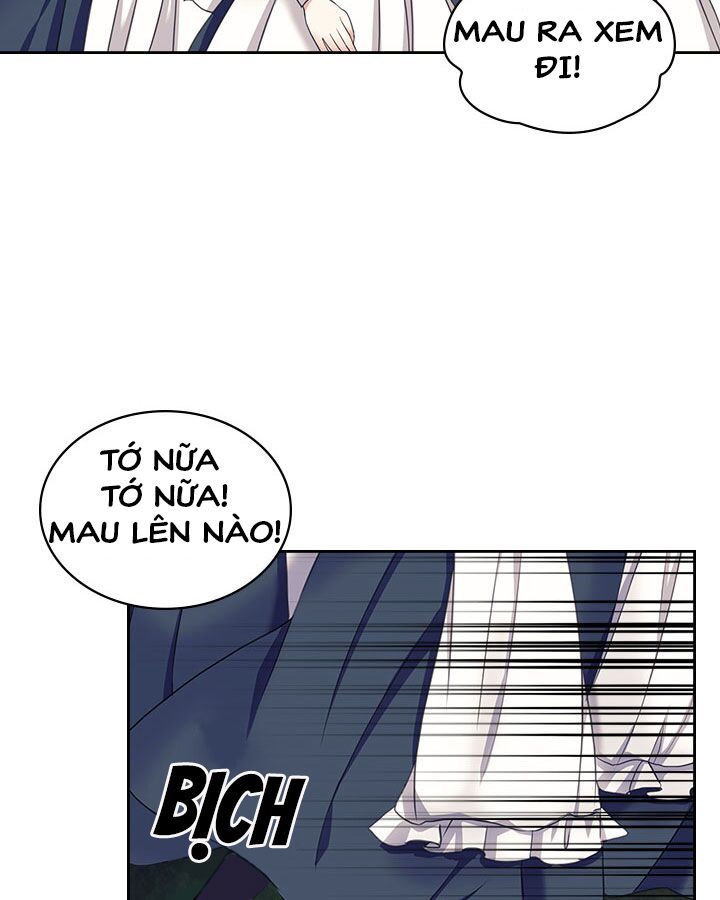 MAU RA XEM
ĐI!
TỚ NỮA
TỚ NỮA!
MAU LÊN NÀO!
BỊCH